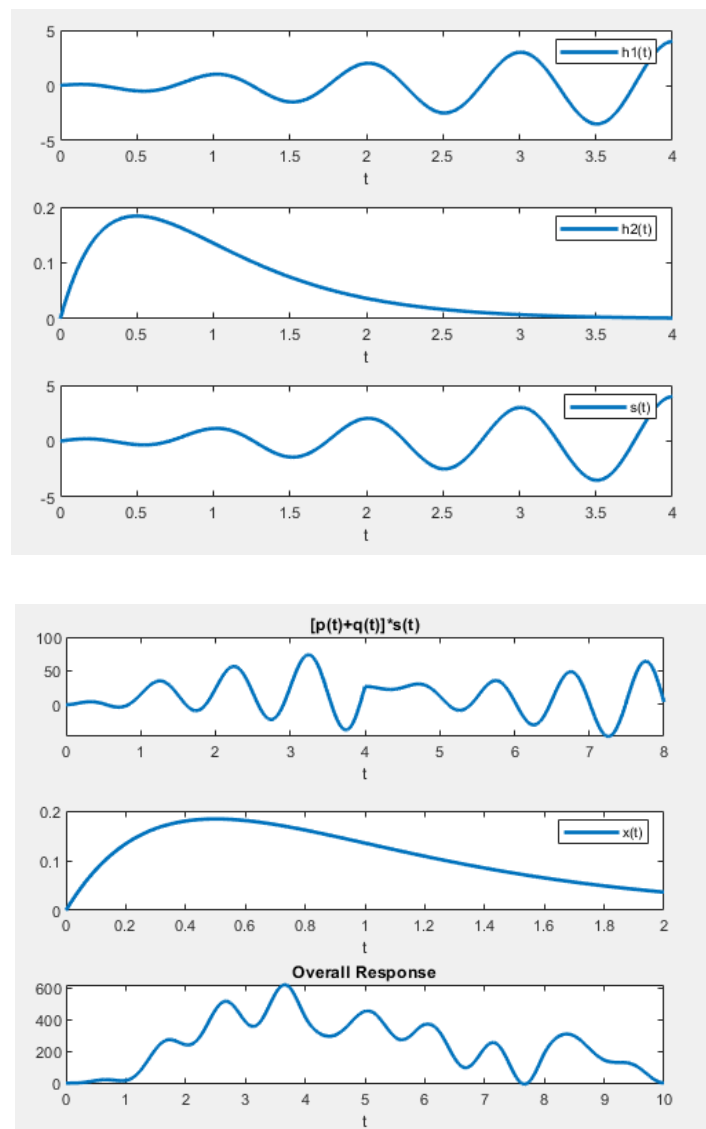 5
h1(t)
0
-5
0 0.5 1 1.5 2 2.5 3 3.5 4
t
0.2
h2(t)
0.1
0
0 0.5 1 1.5 2 2.5 3 3.5 4
t
5
s(t)
0
-5
0 0.5 1 1.5 2 2.5 3 3.5 4
t
[p(t)+q(t)]*s(t)
100
50
0
0 1 2 3 4 5 6 7 8
t
0.2
x(t)
0.1
0
0 0.2 0.4 0.6 0.8 1 1.2 1.4 1.6 1.8 2
t
Overall Response
600
400
200
0
0 1 2 3 4 5 6 7 8 9 10
t